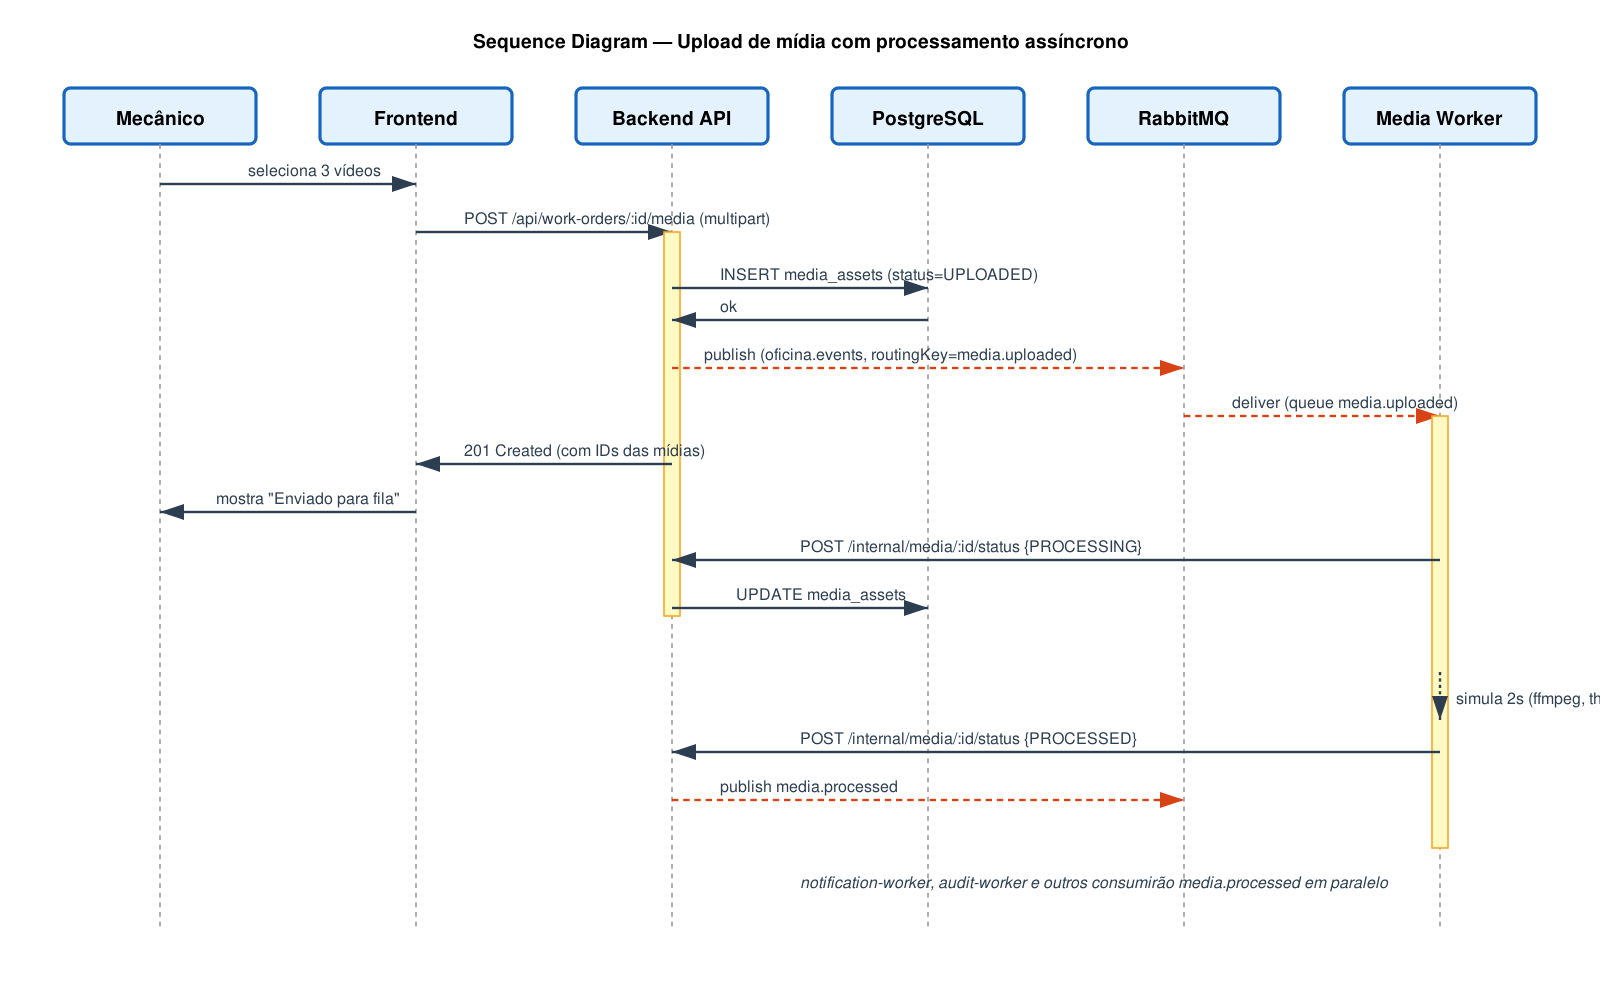 Sequence Diagram — Upload de mídia com processamento assíncrono
Mecânico
Frontend
Backend API
PostgreSQL
RabbitMQ
Media Worker
seleciona 3 vídeos
POST /api/work-orders/:id/media (multipart)
INSERT media_assets (status=UPLOADED)
ok
publish (oficina.events, routingKey=media.uploaded)
deliver (queue media.uploaded)
201 Created (com IDs das mídias)
mostra "Enviado para fila"
POST /internal/media/:id/status {PROCESSING}
UPDATE media_assets
simula 2s (ffmpeg, th
POST /internal/media/:id/status {PROCESSED}
publish media.processed
notification-worker, audit-worker e outros consumirão media.processed em paralelo